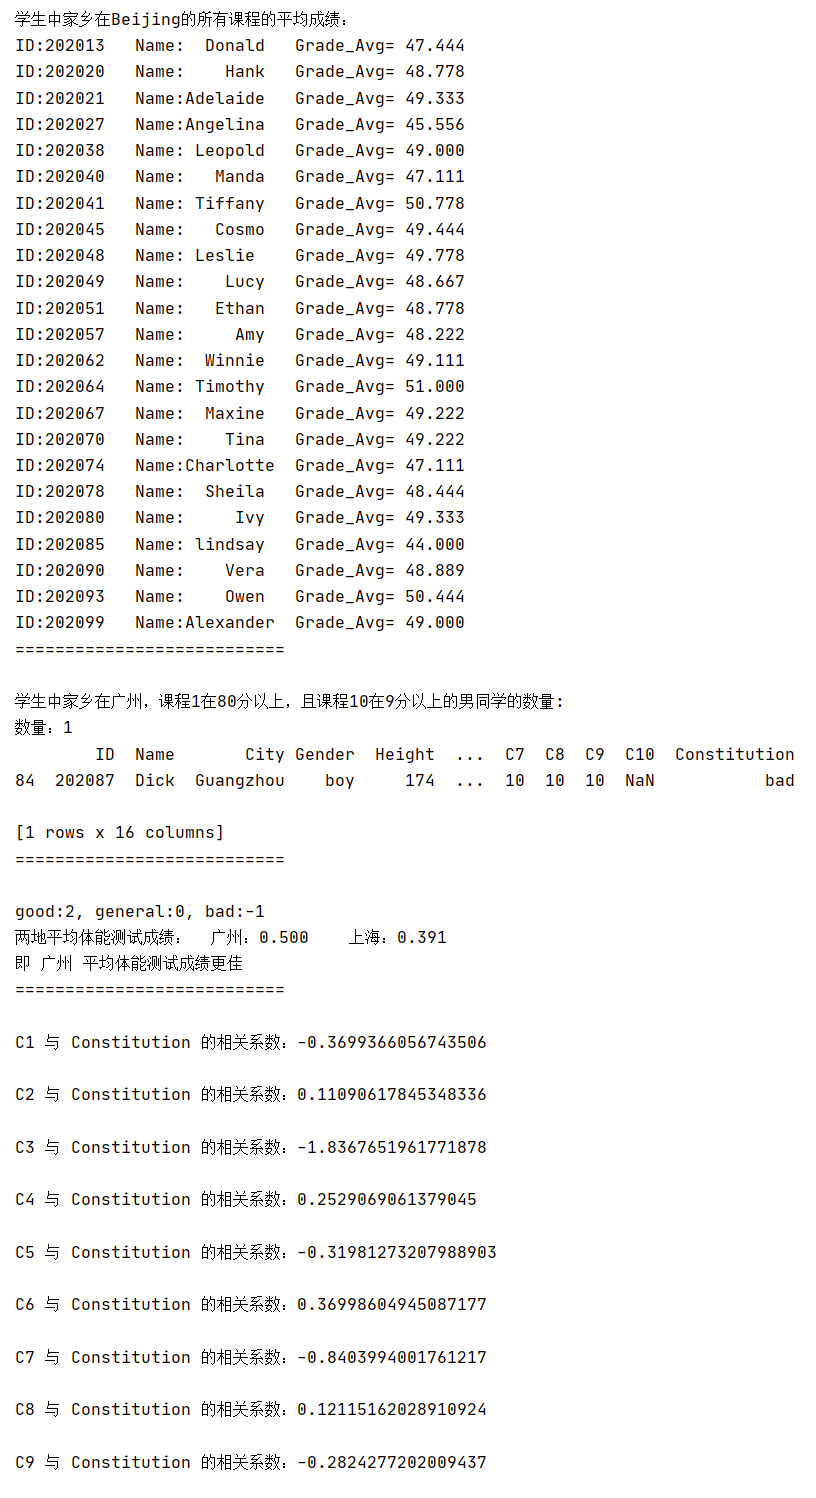 学生中家乡在Beijing的所有课程的平均成绩：
ID:202013   Name:  Donald   Grade_Avg= 47.444
ID:202020   Name:    Hank   Grade_Avg= 48.778
ID:202021   Name:Adelaide   Grade_Avg= 49.333
ID:202027   Name:Angelina   Grade_Avg= 45.556
ID:202038   Name: Leopold   Grade_Avg= 49.000
ID:202040   Name:   Manda   Grade_Avg= 47.111
ID:202041   Name: Tiffany   Grade_Avg= 50.778
ID:202045   Name:   Cosmo   Grade_Avg= 49.444
ID:202048   Name: Leslie    Grade_Avg= 49.778
ID:202049   Name:    Lucy   Grade_Avg= 48.667
ID:202051   Name:   Ethan   Grade_Avg= 48.778
ID:202057   Name:     Amy   Grade_Avg= 48.222
ID:202062   Name:  Winnie   Grade_Avg= 49.111
ID:202064   Name: Timothy   Grade_Avg= 51.000
ID:202067   Name:  Maxine   Grade_Avg= 49.222
ID:202070   Name:    Tina   Grade_Avg= 49.222
ID:202074   Name:Charlotte  Grade_Avg= 47.111
ID:202078   Name:  Sheila   Grade_Avg= 48.444
ID:202080   Name:     Ivy   Grade_Avg= 49.333
ID:202085   Name: lindsay   Grade_Avg= 44.000
ID:202090   Name:    Vera   Grade_Avg= 48.889
ID:202093   Name:    Owen   Grade_Avg= 50.444
ID:202099   Name:Alexander  Grade_Avg= 49.000
===========================
学生中家乡在广州，课程1在80分以上，且课程10在9分以上的男同学的数量:
数量：1
        ID  Name       City Gender  Height  ...  C7  C8  C9  C10  Constitution
84  202087  Dick  Guangzhou    boy     174  ...  10  10  10  NaN           bad
[1 rows x 16 columns]
===========================
good:2, general:0, bad:-1
两地平均体能测试成绩：  广州：0.500    上海：0.391
即 广州 平均体能测试成绩更佳
===========================
C1 与 Constitution 的相关系数：-0.3699366056743506
C2 与 Constitution 的相关系数：0.11090617845348336
C3 与 Constitution 的相关系数：-1.8367651961771878
C4 与 Constitution 的相关系数：0.2529069061379045
C5 与 Constitution 的相关系数：-0.31981273207988903
C6 与 Constitution 的相关系数：0.36998604945087177
C7 与 Constitution 的相关系数：-0.8403994001761217
C8 与 Constitution 的相关系数：0.12115162028910924
C9 与 Constitution 的相关系数：-0.2824277202009437